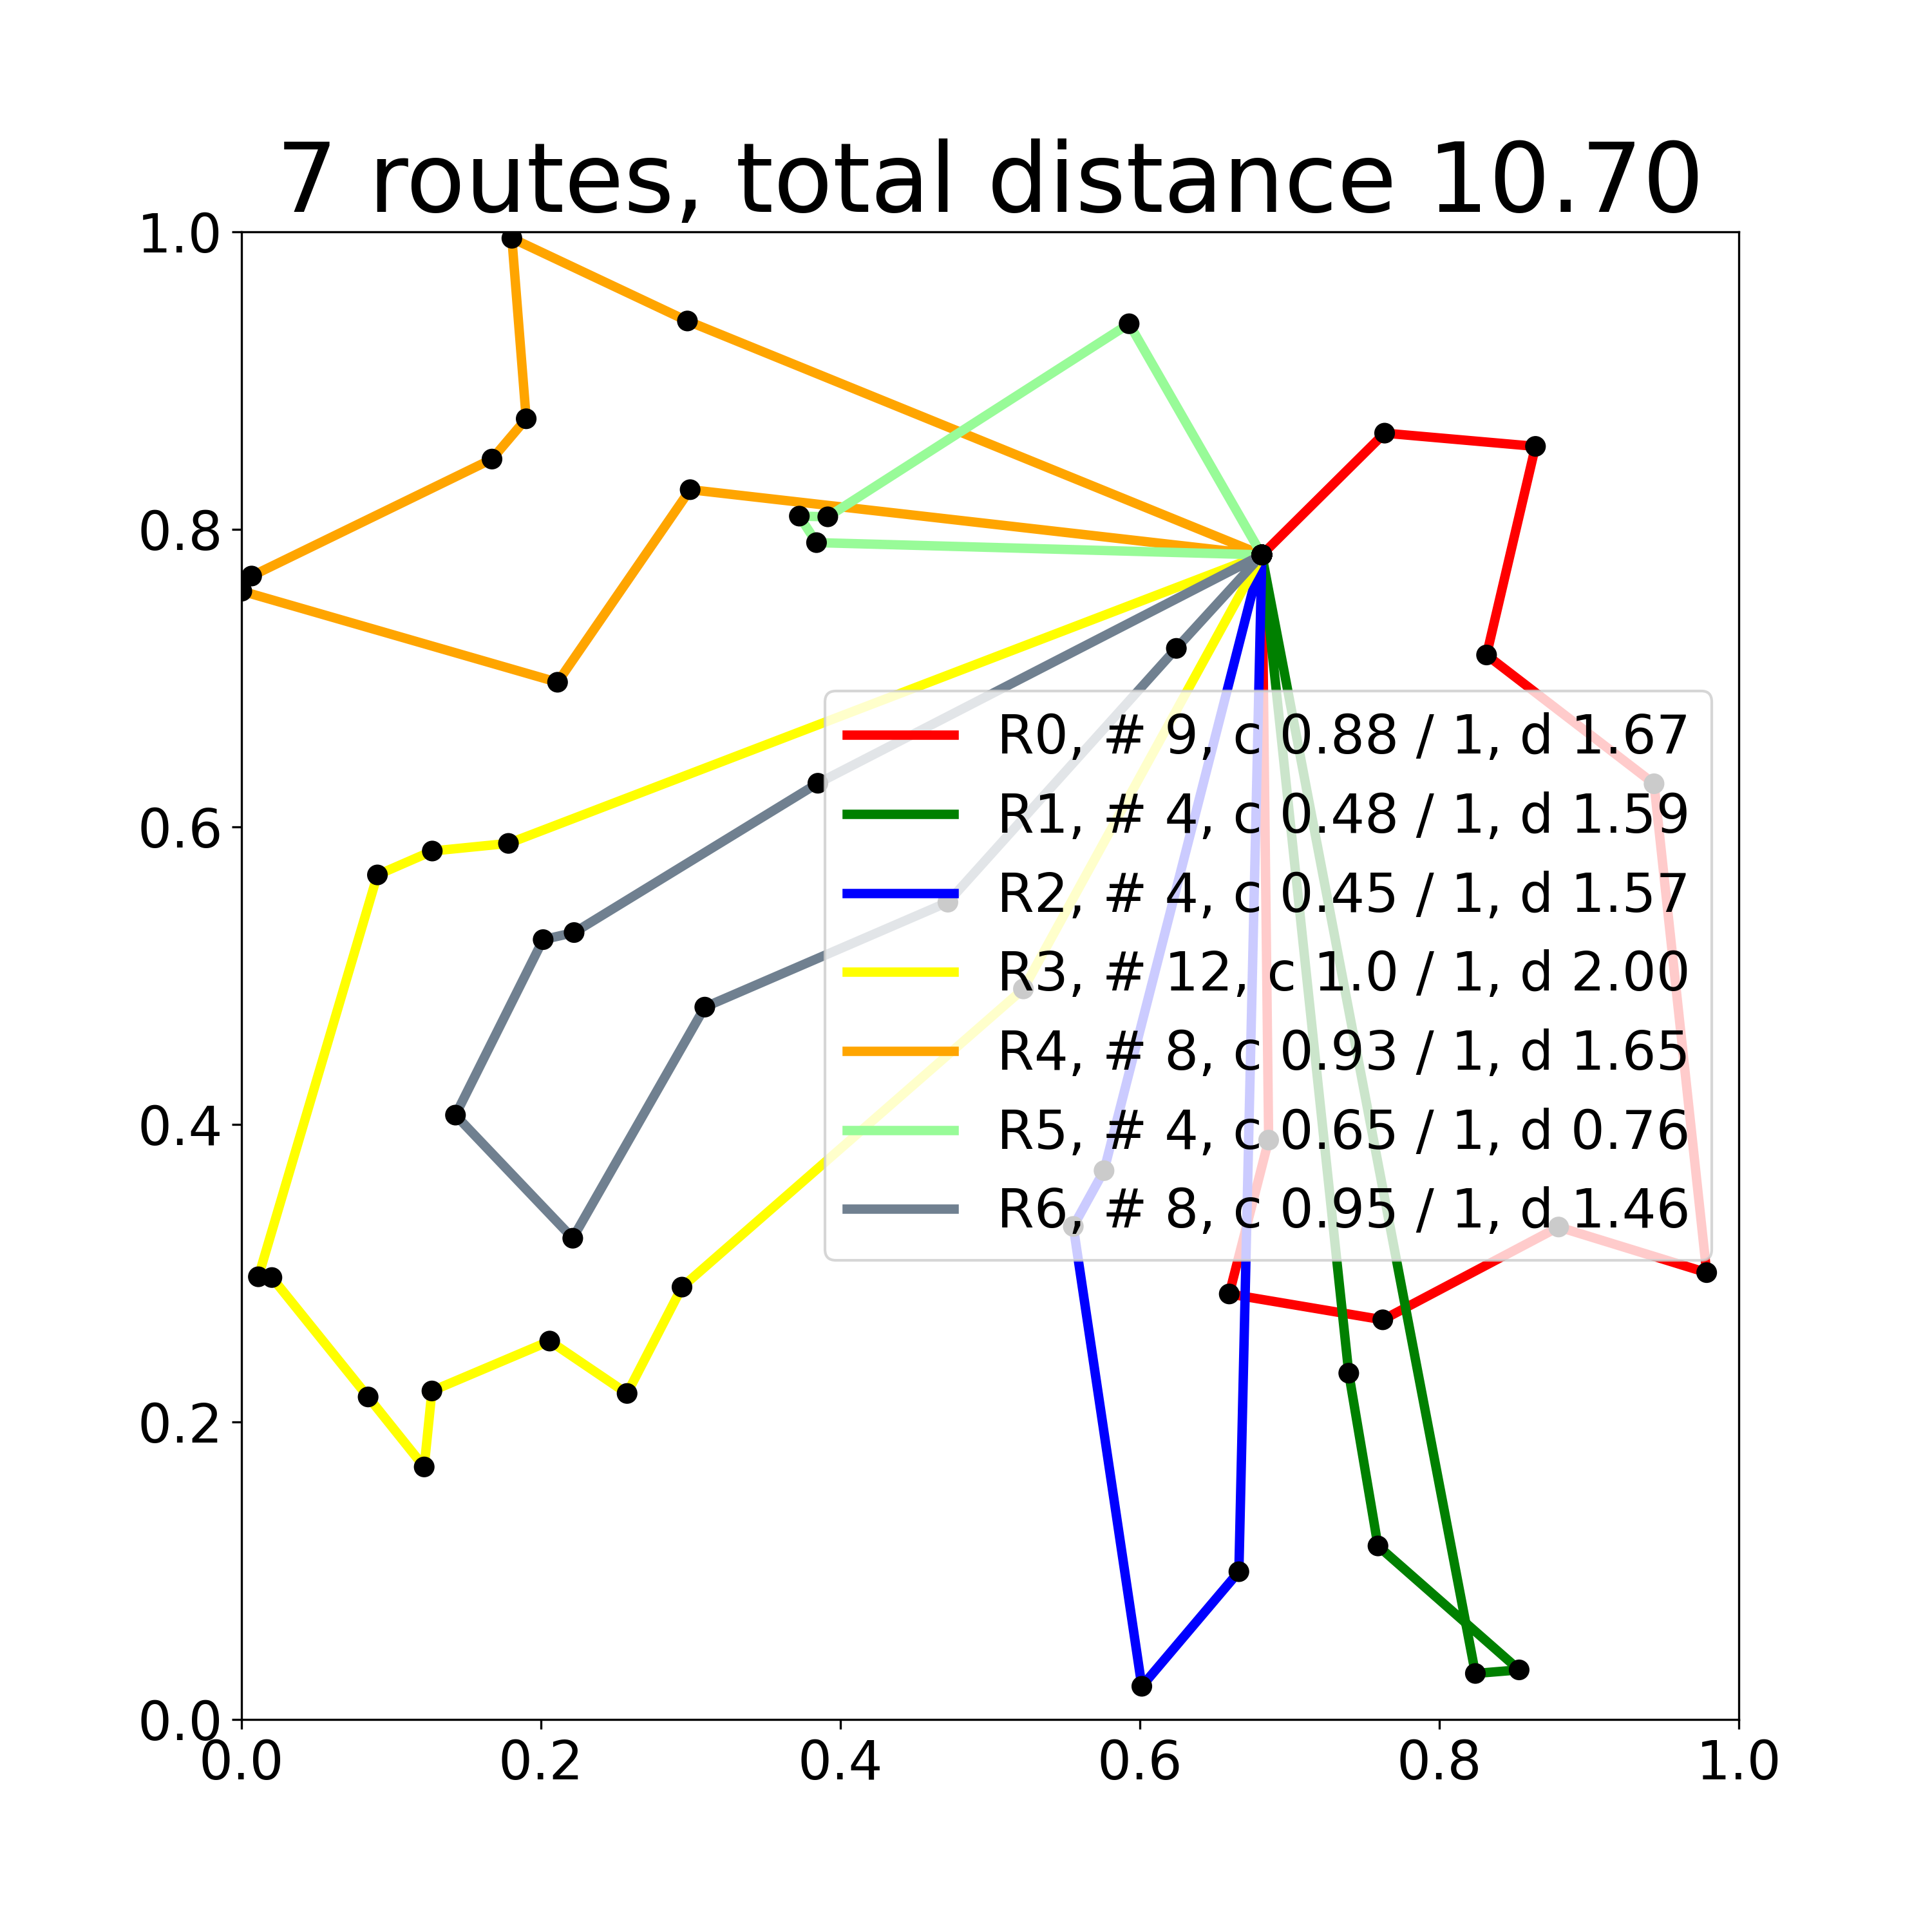 7 routes, total distance 10.70
1.0
0.8
0.6
0.4
0.2
0.0
R0, # 9, c 0.88 / 1, d 1.67
R1, # 4, c 0.48 / 1, d 1.59
R2, # 4, c 0.45 / 1, d 1.57
R3, # 12, c 1.0 / 1, d 2.00
R4, # 8, c 0.93 / 1, d 1.65
R5, # 4, c 0.65 / 1, d 0.76
R6, # 8, c 0.95 / 1, d 1.46
0.0 0.2 0.4 0.6 0.8 1.0